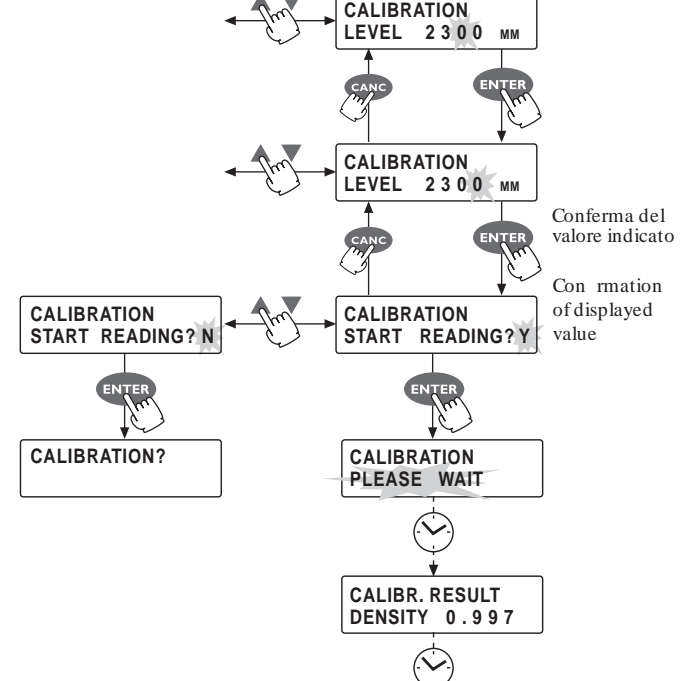 CALIBRATION
LEVEL 2300 MM
CANC
ENTER
CALIBRATION
LEVEL 2300 MM
Conferma del
valore indicato
CANC
ENTER
Con rmation
of displayed
value
CALIBRATION
START READING? N
CALIBRATION
START READING? Y
ENTER
ENTER
CALIBRATION?
CALIBRATION
PLEASE WAIT
CALIBR. RESULT
DENSITY 0.997